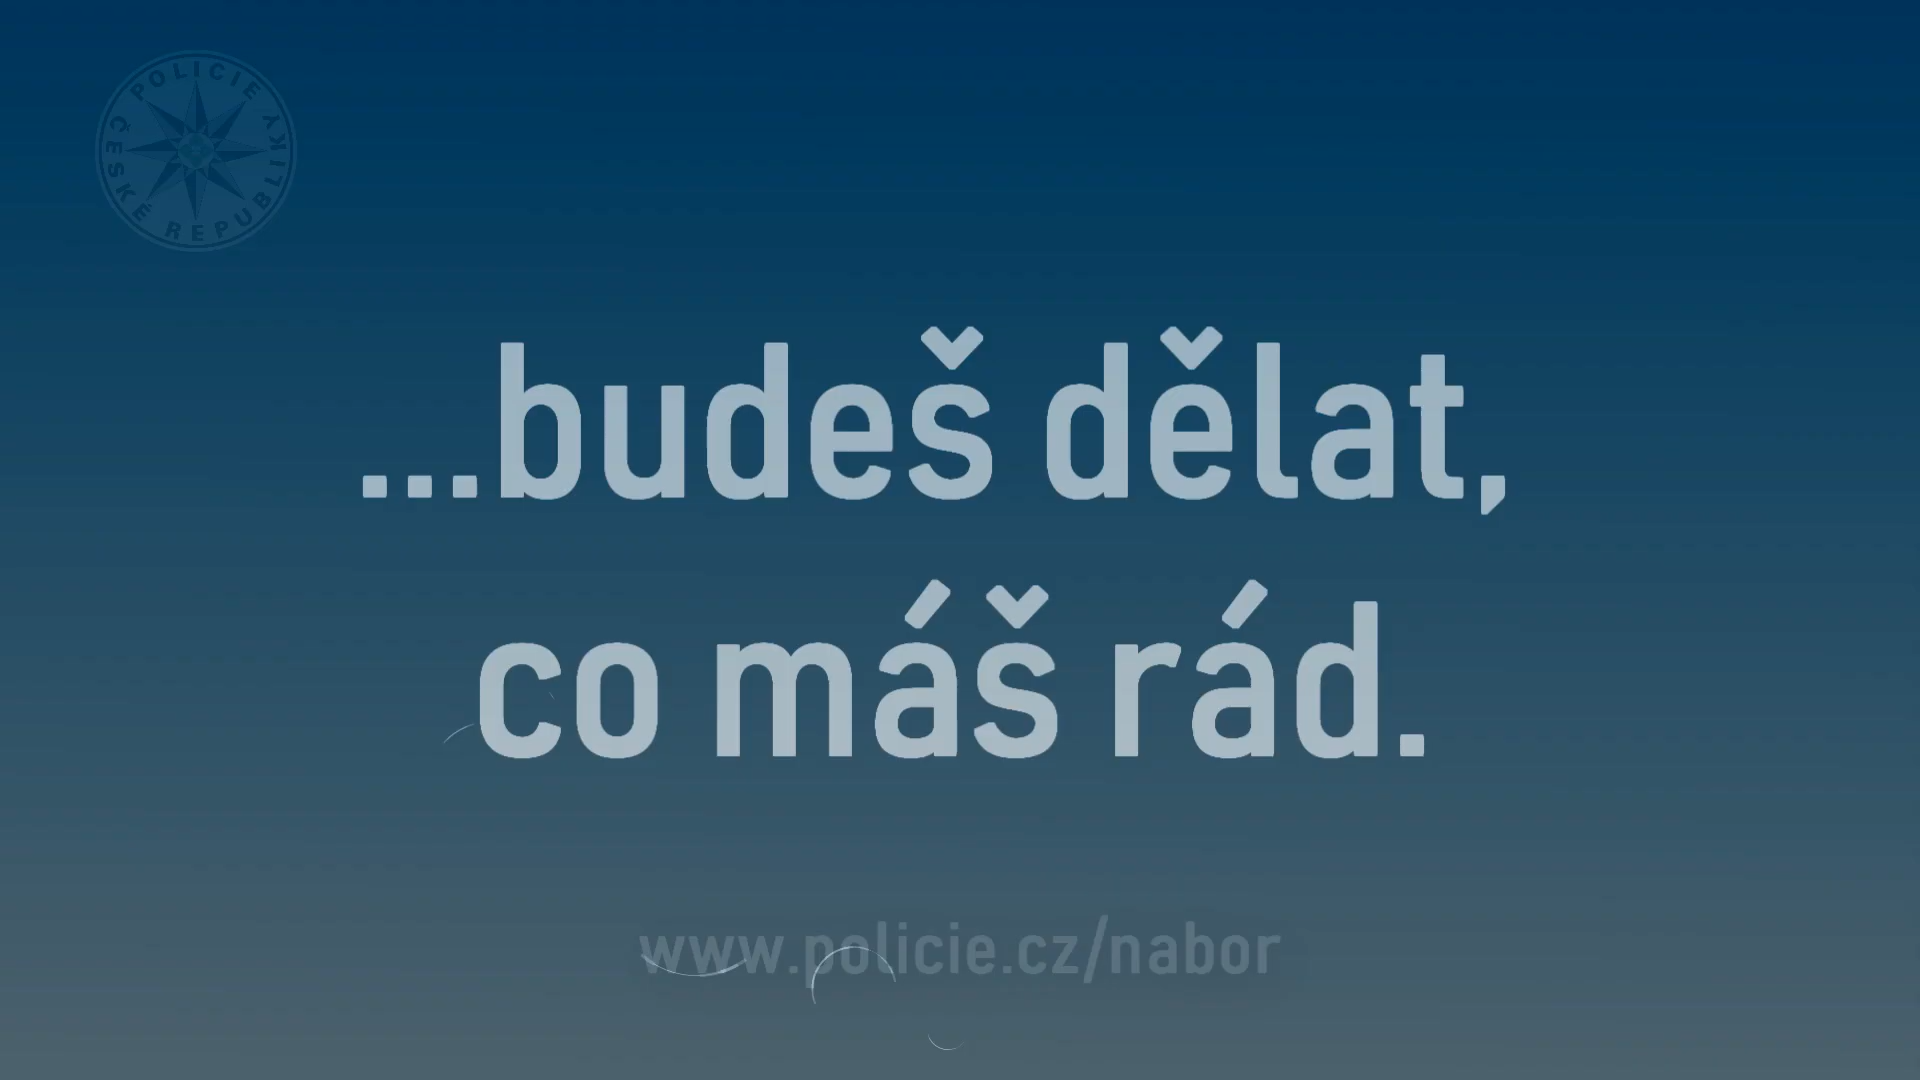 POLICIE ČESKÉ REPUBLIKY
...budeš dělat,
co máš rád.
www.policie.cz/nabor